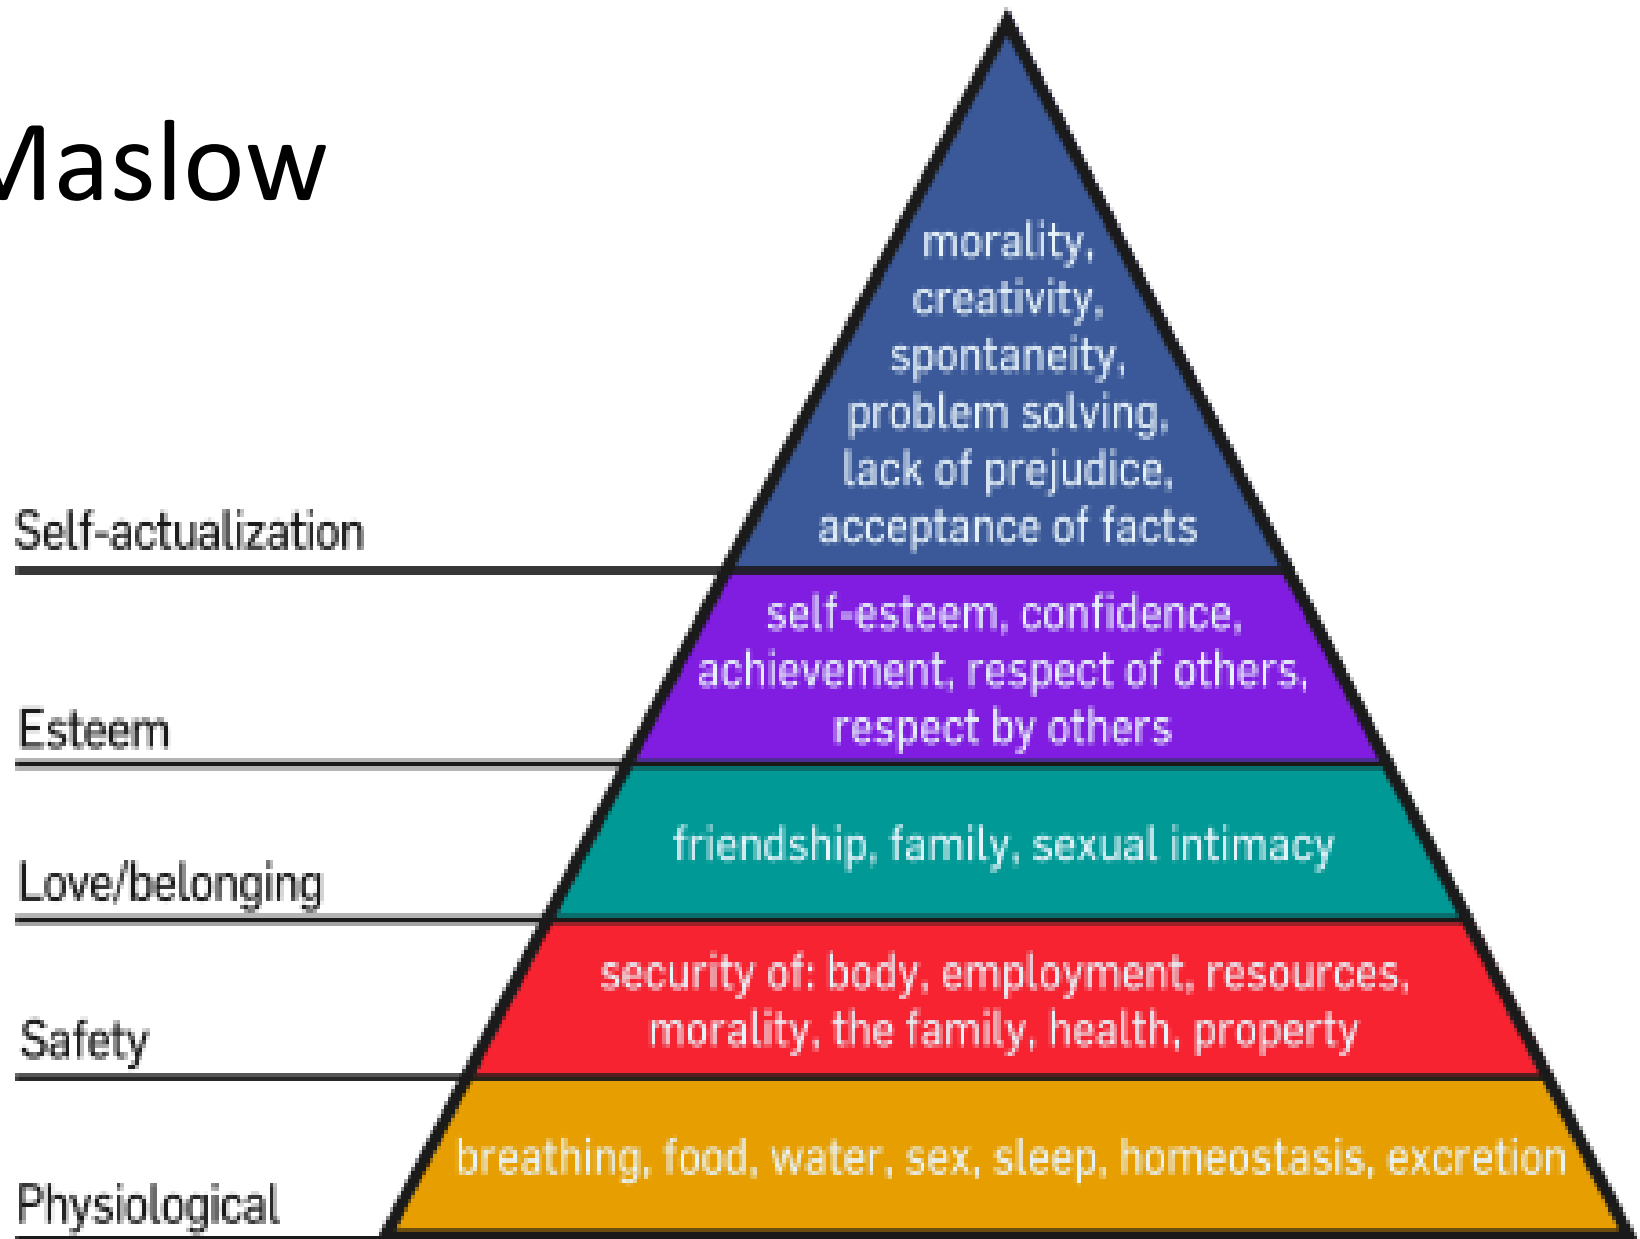 Maslow
morality,
creativity,
spontaneity,
problem solving,
lack of prejudice,
acceptance of facts
Self-actualization
self-esteem, confidence,
achievement, respect of others,
respect by others
Esteem
friendship, family, sexual intimacy
Love/belonging
security of: body, employment, resources,
morality, the family, health, property
Safety
breathing, food, water, sex, sleep, homeostasis, excretion
Physiological